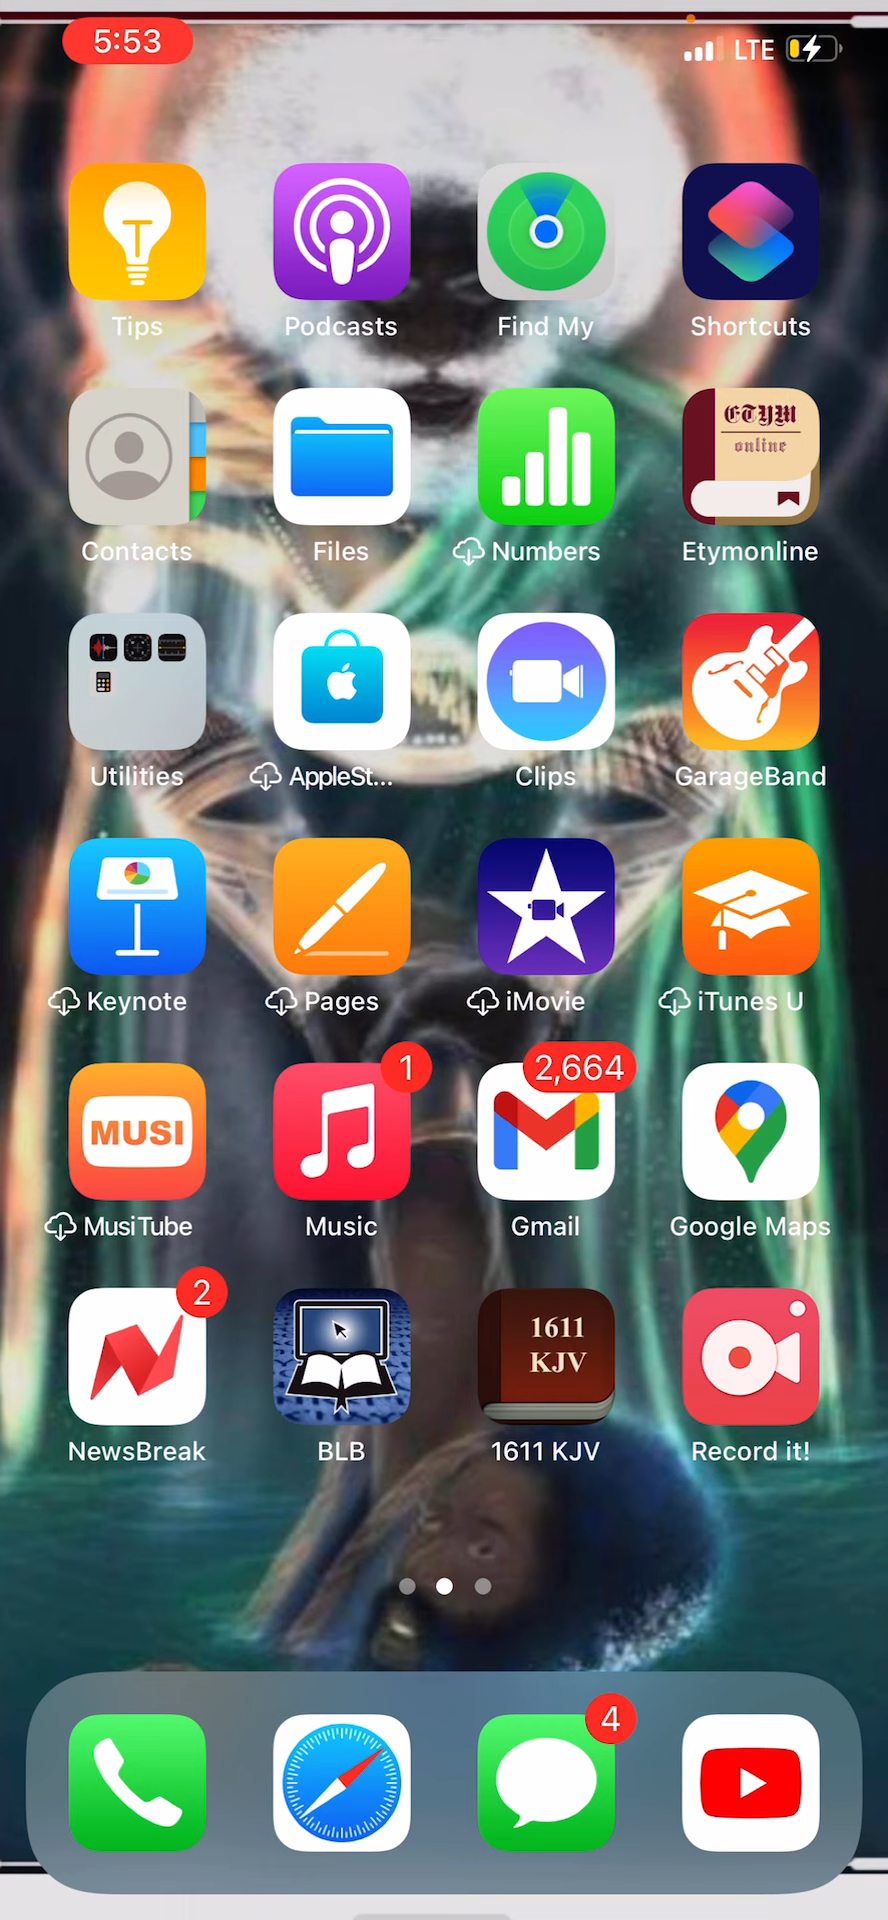 5:53 LTE
Tips Podcasts Find My Shortcuts
ETYM
online
Contacts Files Numbers Etymonline
Utilities AppleSt... Clips GarageBand
Keynote Pages iMovie iTunes U
1 2,664
MUSI
MusiTube Music Gmail Google Maps
2
1611
KJV
NewsBreak BLB 1611 KJV Record it!
4